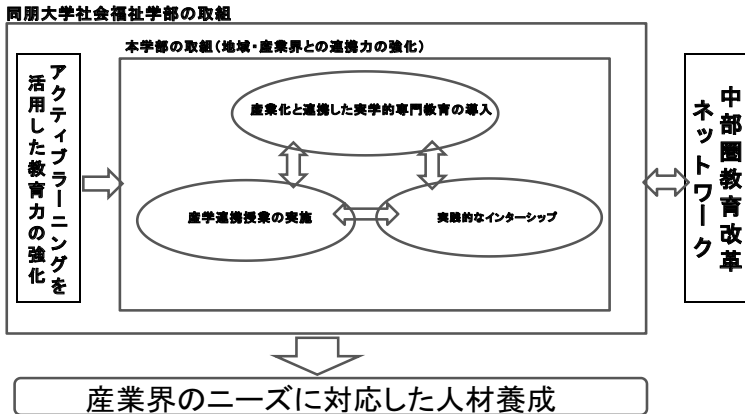 同朋大学社会福祉学部の取組
本学部の取組(地域・産業界との連携力の強化)
アクティブラーニングを
活用した教育力の強化
産業化と連携した実学的専門教育の導入
産学連携授業の実施
実践的なインターシップ
中部圏教育改革
ネットワーク
産業界のニーズに対応した人材養成